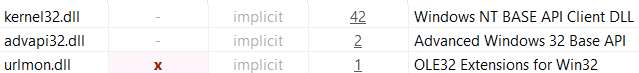 kernel32.dll - implicit 42 Windows NT BASE API Client DLL
advapi32.dll - implicit 2 Advanced Windows 32 Base API
urlmon.dll x implicit 1 OLE32 Extensions for Win32